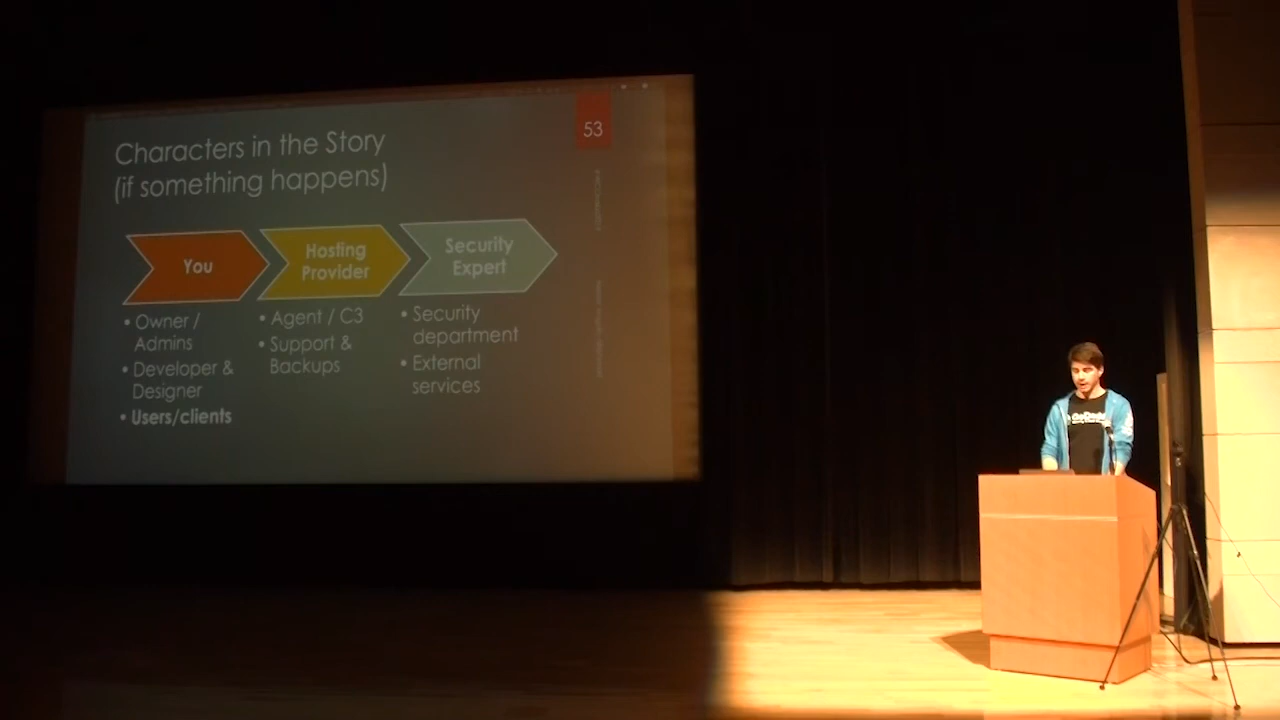 53
Characters in the Story
(if something happens)
You
Hosting
Provider
Security
Expert
• Owner /
Admins
• Developer &
Designer
• Users/clients
• Agent / C3
• Support &
Backups
• Security
department
• External
services